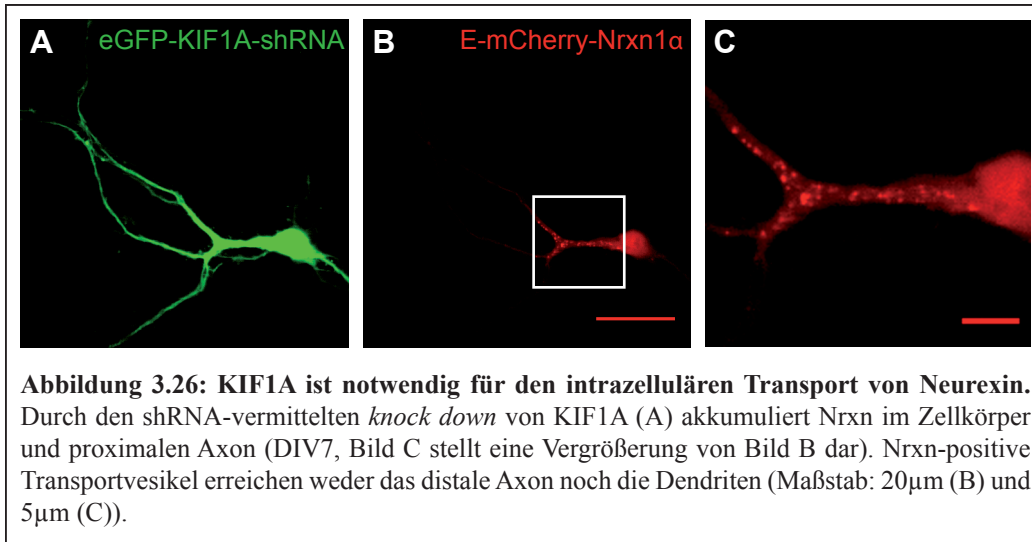 A eGFP-KIF1A-shRNA
B E-mCherry-Nrxn1α
C
Abbildung 3.26: KIF1A ist notwendig für den intrazellulären Transport von Neurexin.
Durch den shRNA-vermittelten knock down von KIF1A (A) akkumuliert Nrxn im Zellkörper
und proximalen Axon (DIV7, Bild C stellt eine Vergrößerung von Bild B dar). Nrxn-positive
Transportvesikel erreichen weder das distale Axon noch die Dendriten (Maßstab: 20µm (B) und
5µm (C)).